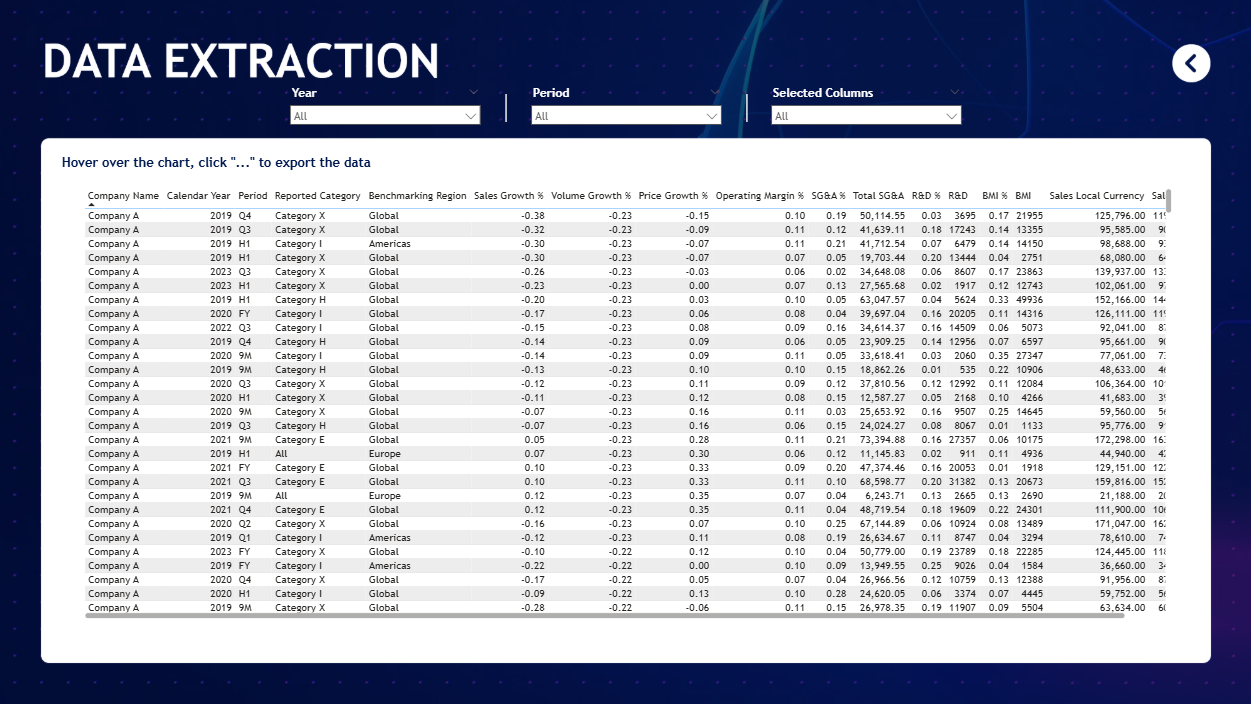 DATA EXTRACTION
Year Period Selected Columns
All All All
Hover over the chart, click "..." to export the data
Company Name Calendar Year Period Reported Category Benchmarking Region Sales Growth % Volume Growth % Price Growth % Operating Margin % SG&A % Total SG&A R&D % R&D BMI % BMI Sales Local Currency Sal
Company A 2019 Q4 Category X Global -0.38 -0.23 -0.15 0.10 0.19 50,114.55 0.03 3695 0.17 21955 125,796.00
Company A 2019 Q3 Category X Global -0.32 -0.23 -0.09 0.11 0.12 41,639.11 0.18 17243 0.14 13355 95,585.00
Company A 2019 H1 Category I Americas -0.30 -0.23 -0.07 0.11 0.21 41,712.54 0.07 6479 0.14 14150 98,688.00
Company A 2019 H1 Category X Global -0.30 -0.23 -0.07 0.07 0.05 19,703.44 0.20 13444 0.04 2751 68,080.00
Company A 2023 Q3 Category X Global -0.26 -0.23 -0.03 0.06 0.02 34,648.08 0.06 8607 0.17 23863 139,937.00
Company A 2023 H1 Category X Global -0.23 -0.23 0.00 0.07 0.13 27,565.68 0.02 1917 0.12 12743 102,061.00
Company A 2019 H1 Category H Global -0.20 -0.23 0.03 0.10 0.05 63,047.57 0.04 5624 0.33 49936 152,166.00
Company A 2020 FY Category I Global -0.17 -0.23 0.06 0.08 0.04 39,697.04 0.16 20205 0.11 14316 126,111.00
Company A 2022 Q3 Category I Global -0.15 -0.23 0.08 0.09 0.16 34,614.37 0.16 14509 0.06 5073 92,041.00
Company A 2019 Q4 Category H Global -0.14 -0.23 0.09 0.06 0.05 23,909.25 0.14 12956 0.07 6597 95,661.00
Company A 2020 9M Category I Global -0.14 -0.23 0.09 0.11 0.05 33,618.41 0.03 2060 0.35 27347 77,061.00
Company A 2019 9M Category H Global -0.13 -0.23 0.10 0.10 0.15 18,862.26 0.01 535 0.22 10906 48,633.00
Company A 2020 Q3 Category X Global -0.12 -0.23 0.11 0.09 0.12 37,810.56 0.12 12992 0.11 12084 106,364.00
Company A 2020 H1 Category X Global -0.11 -0.23 0.12 0.08 0.15 12,587.27 0.05 2168 0.10 4266 41,683.00
Company A 2020 9M Category X Global -0.07 -0.23 0.16 0.11 0.03 25,653.92 0.16 9507 0.25 14645 59,560.00
Company A 2019 Q3 Category H Global -0.07 -0.23 0.16 0.06 0.15 24,024.27 0.08 8067 0.01 1133 95,776.00
Company A 2021 9M Category E Global 0.05 -0.23 0.28 0.11 0.21 73,394.88 0.16 27357 0.06 10175 172,298.00
Company A 2019 H1 All Europe 0.07 -0.23 0.30 0.06 0.12 11,145.83 0.02 911 0.11 4936 44,940.00
Company A 2021 FY Category E Global 0.10 -0.23 0.33 0.09 0.20 47,374.46 0.16 20053 0.01 1918 129,151.00
Company A 2021 Q3 Category E Global 0.10 -0.23 0.33 0.11 0.10 68,598.77 0.20 31382 0.13 20673 159,816.00
Company A 2019 9M All Europe 0.12 -0.23 0.35 0.07 0.04 6,243.71 0.13 2665 0.13 2690 21,188.00
Company A 2021 Q4 Category E Global 0.12 -0.23 0.35 0.11 0.04 48,719.54 0.18 19609 0.22 24301 111,900.00
Company A 2020 Q2 Category X Global -0.16 -0.23 0.07 0.10 0.25 67,144.89 0.06 10924 0.08 13489 171,047.00
Company A 2019 Q1 Category I Americas -0.12 -0.23 0.11 0.08 0.19 26,634.67 0.11 8747 0.04 3294 78,610.00
Company A 2023 FY Category X Global -0.10 -0.22 0.12 0.10 0.04 50,779.00 0.19 23789 0.18 22285 124,445.00
Company A 2019 FY Category I Americas -0.22 -0.22 0.00 0.10 0.09 13,949.55 0.25 9026 0.04 1584 36,660.00
Company A 2020 Q4 Category X Global -0.17 -0.22 0.05 0.07 0.04 26,966.56 0.12 10759 0.13 12388 91,956.00
Company A 2020 H1 Category I Global -0.09 -0.22 0.13 0.10 0.28 24,620.05 0.06 3374 0.07 4445 59,752.00
Company A 2019 9M Category X Global -0.28 -0.22 -0.06 0.11 0.15 26,978.35 0.19 11907 0.09 5504 63,634.00